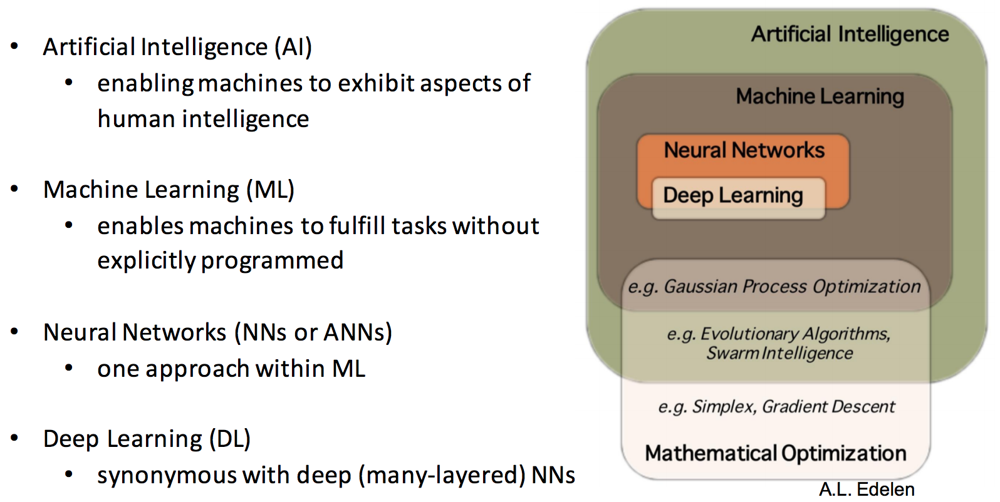 • Artificial Intelligence (AI)
• enabling machines to exhibit aspects of
human intelligence
• Machine Learning (ML)
• enables machines to fulfill tasks without
explicitly programmed
• Neural Networks (NNs or ANNs)
• one approach within ML
• Deep Learning (DL)
• synonymous with deep (many-layered) NNs
Artificial Intelligence
Machine Learning
Neural Networks
Deep Learning
e.g. Gaussian Process Optimization
e.g. Evolutionary Algorithms,
Swarm Intelligence
e.g. Simplex, Gradient Descent
Mathematical Optimization
A.L. Edelen